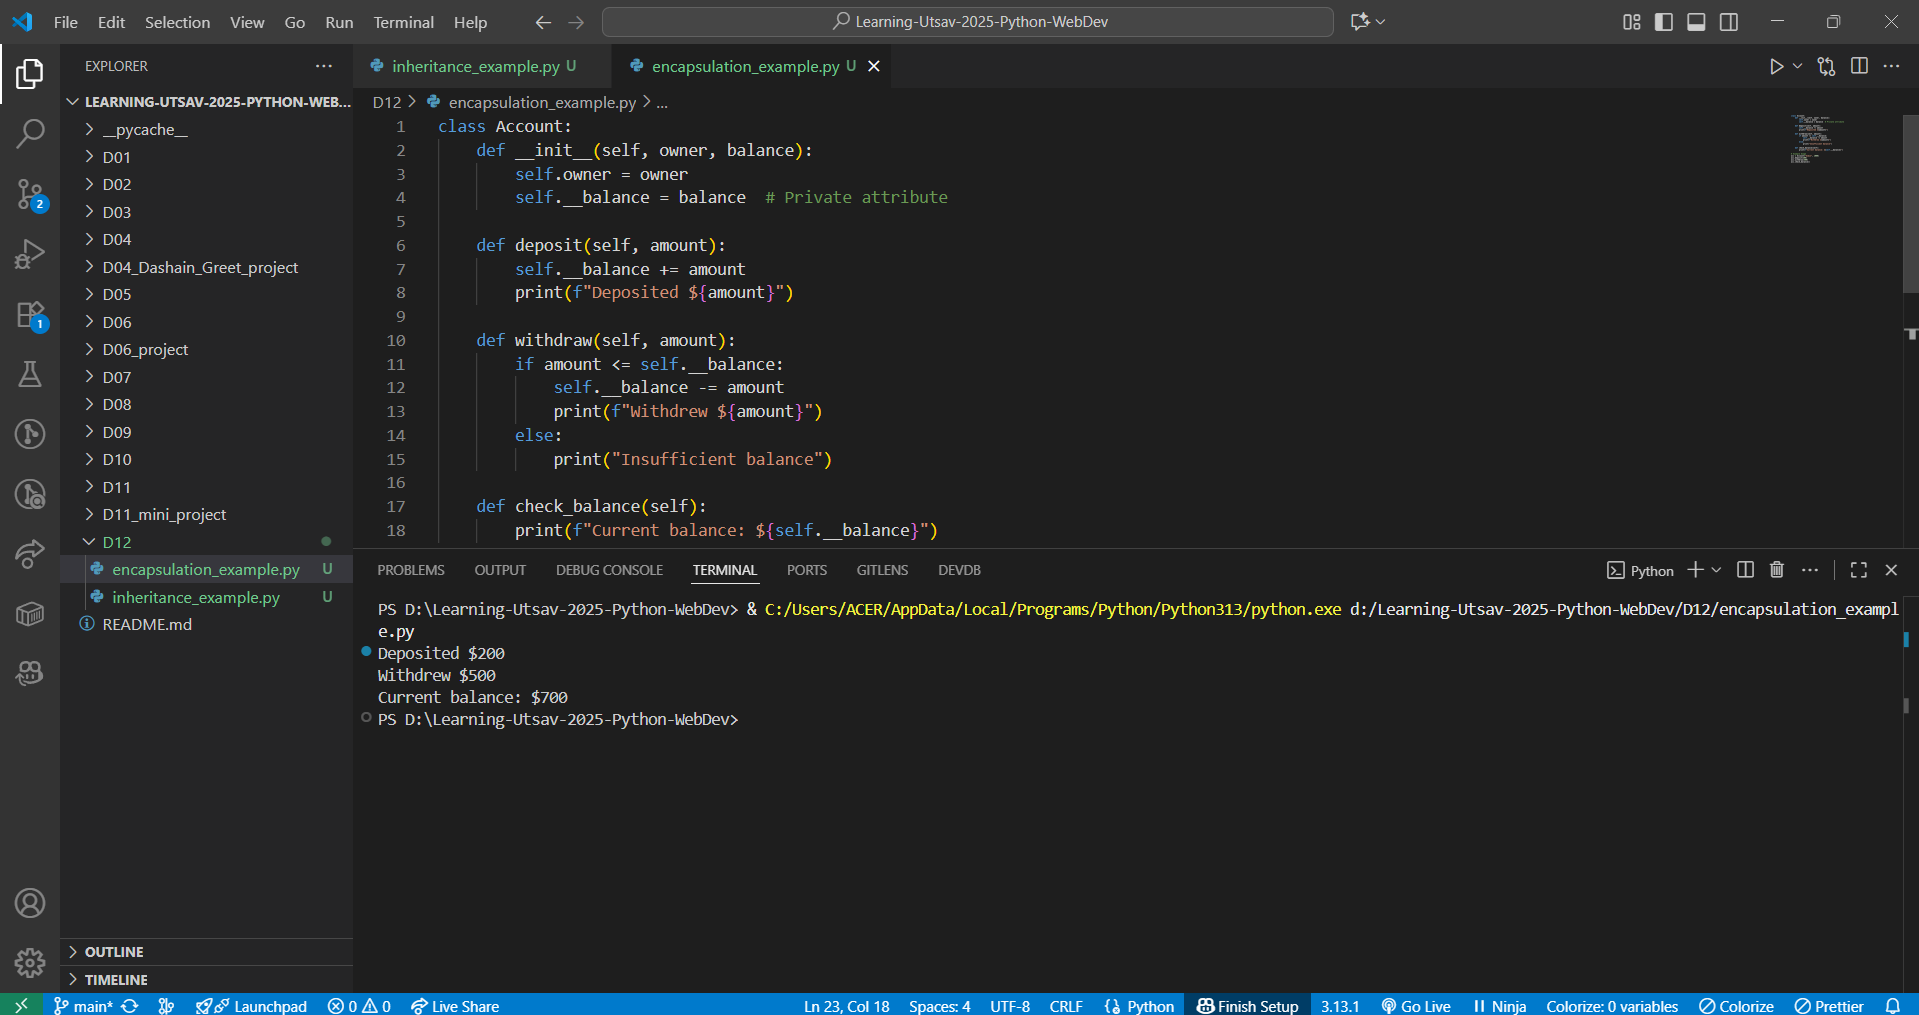 File Edit Selection View Go Run Terminal Help
Learning-Utsav-2025-Python-WebDev
EXPLORER
LEARNING-UTSAV-2025-PYTHON-WEB...
__pycache__
D01
D02
D03
D04
D04_Dashain_Greet_project
D05
D06
D06_project
D07
D08
D09
D10
D11
D11_mini_project
D12
encapsulation_example.py U
inheritance_example.py U
README.md
OUTLINE
TIMELINE
2
1
inheritance_example.py U
encapsulation_example.py U
D12 > encapsulation_example.py > ...
1 class Account:
2     def __init__(self, owner, balance):
3         self.owner = owner
4         self.__balance = balance  # Private attribute
5
6     def deposit(self, amount):
7         self.__balance += amount
8         print(f"Deposited ${amount}")
9
10     def withdraw(self, amount):
11         if amount <= self.__balance:
12             self.__balance -= amount
13             print(f"Withdrew ${amount}")
14         else:
15             print("Insufficient balance")
16
17     def check_balance(self):
18         print(f"Current balance: ${self.__balance}")
PROBLEMS OUTPUT DEBUG CONSOLE TERMINAL PORTS GITLENS DEVDB
Python
PS D:\Learning-Utsav-2025-Python-WebDev> & C:/Users/ACER/AppData/Local/Programs/Python/Python313/python.exe d:/Learning-Utsav-2025-Python-WebDev/D12/encapsulation_exampl
e.py
Deposited $200
Withdrew $500
Current balance: $700
PS D:\Learning-Utsav-2025-Python-WebDev>
main* Launchpad 0 0 Live Share Ln 23, Col 18 Spaces: 4 UTF-8 CRLF Python Finish Setup 3.13.1 Go Live Ninja Colorize: 0 variables Colorize Prettier